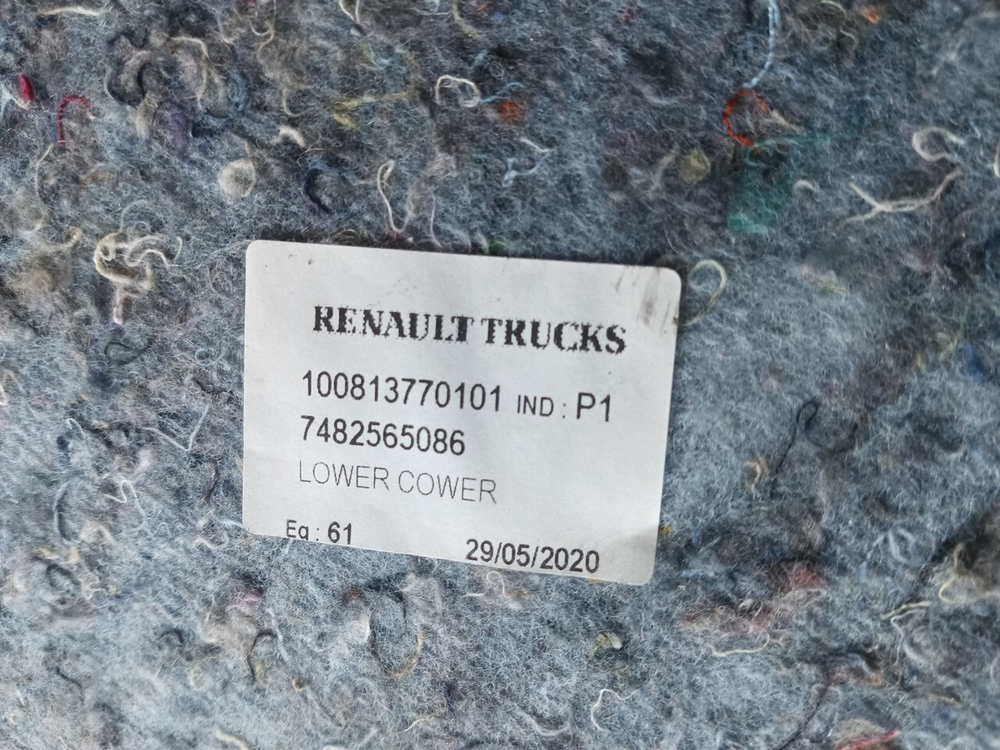 RENAULT TRUCKS
100813770101 IND : P1
7482565086
LOWER COWER
Eq : 61 29/05/2020